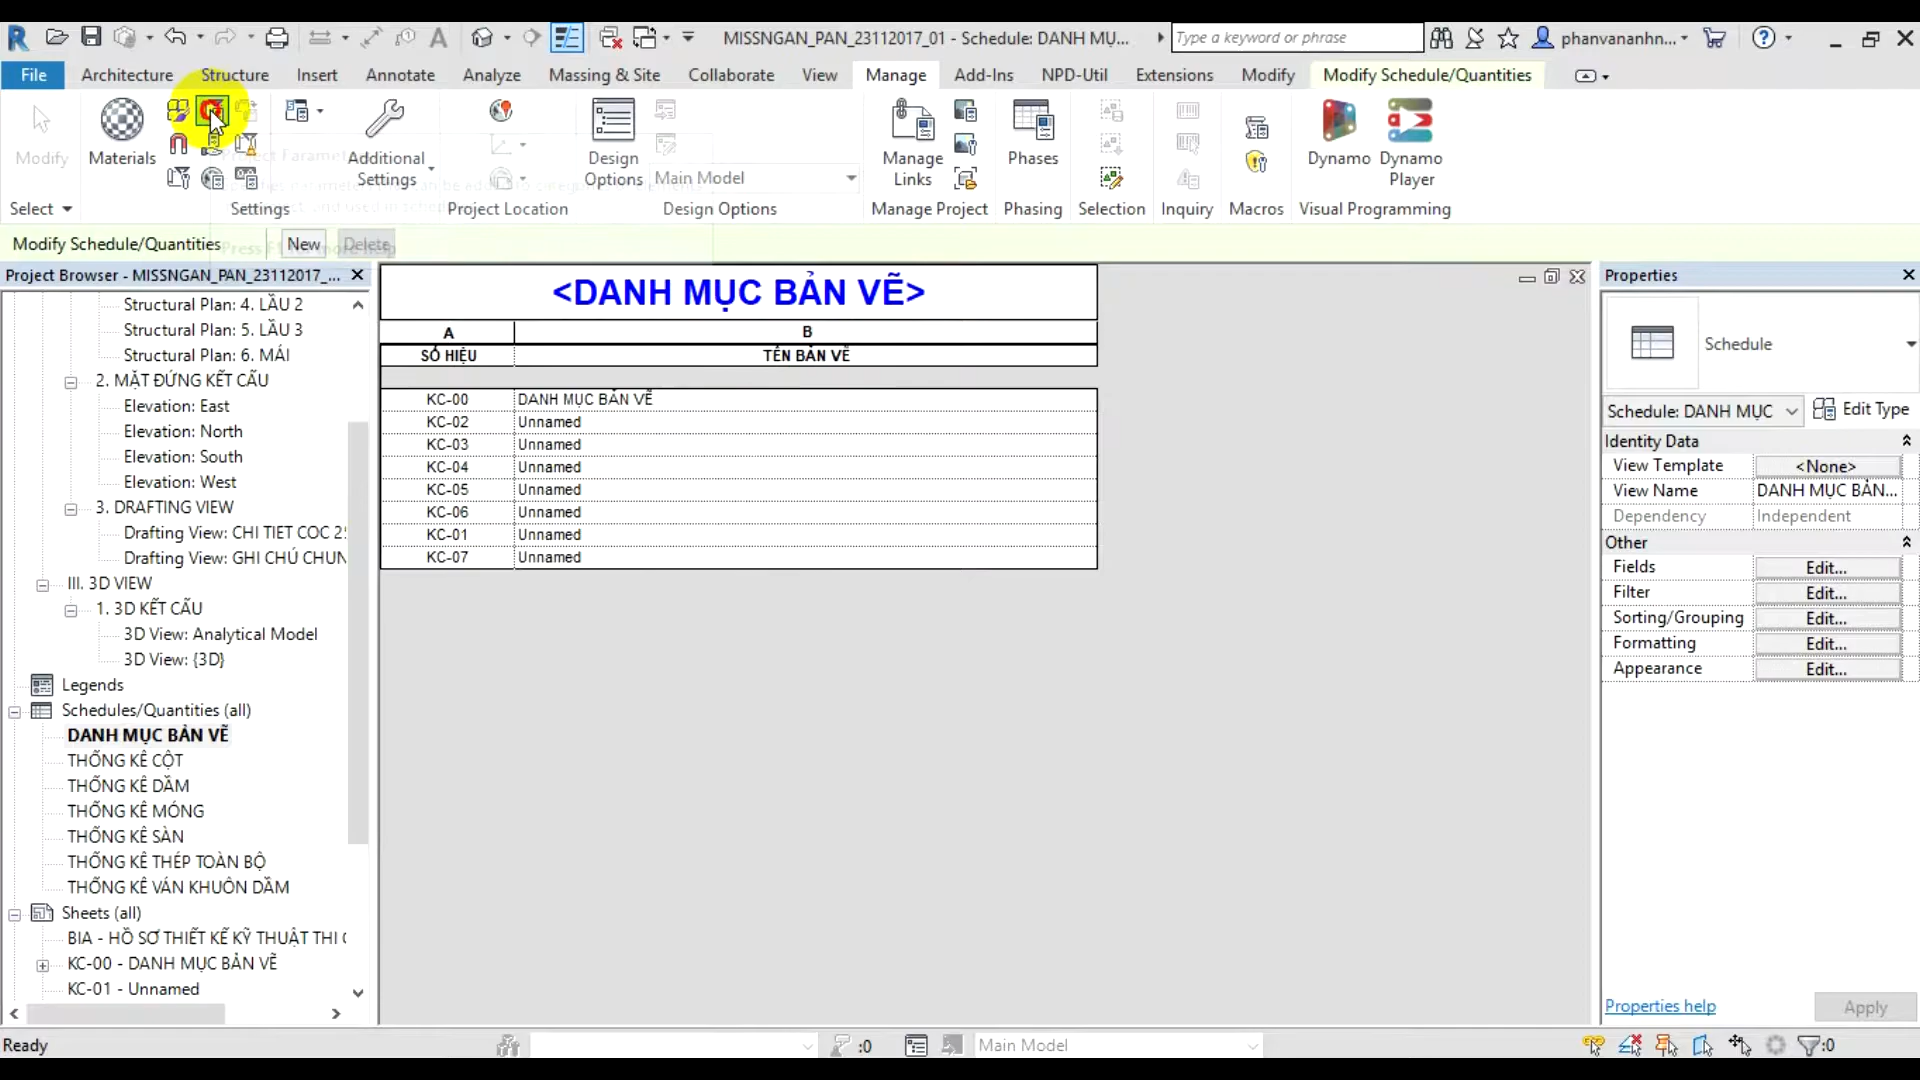 MISSNGAN_PAN_23112017_01 - Schedule: DANH MỤ...
Type a keyword or phrase
phanvananhn...
File
Architecture
Structure
Insert
Annotate
Analyze
Massing & Site
Collaborate
View
Manage
Add-Ins
NPD-Util
Extensions
Modify
Modify Schedule/Quantities
Modify
Materials
Additional
Settings
Design
Options
Main Model
Manage
Links
Phases
Dynamo
Dynamo
Player
Select
Settings
Project Location
Design Options
Manage Project
Phasing
Selection
Inquiry
Macros
Visual Programming
Modify Schedule/Quantities
New
Delete
Project Browser - MISSNGAN_PAN_23112017_...
Structural Plan: 4. LẦU 2
Structural Plan: 5. LẦU 3
Structural Plan: 6. MÁI
2. MẶT ĐỨNG KẾT CẤU
Elevation: East
Elevation: North
Elevation: South
Elevation: West
3. DRAFTING VIEW
Drafting View: CHI TIET COC 2
Drafting View: GHI CHÚ CHUN
III. 3D VIEW
1. 3D KẾT CẤU
3D View: Analytical Model
3D View: {3D}
Legends
Schedules/Quantities (all)
DANH MỤC BẢN VẼ
THỐNG KÊ CỘT
THỐNG KÊ DẦM
THỐNG KÊ MÓNG
THỐNG KÊ SÀN
THỐNG KÊ THÉP TOÀN BỘ
THỐNG KÊ VÁN KHUÔN DẦM
Sheets (all)
BIA - HỒ SƠ THIẾT KẾ KỸ THUẬT THI
KC-00 - DANH MỤC BẢN VẼ
KC-01 - Unnamed
<DANH MỤC BẢN VẼ>
A B
SỐ HIỆU TÊN BẢN VẼ
KC-00 DANH MỤC BẢN VẼ
KC-02 Unnamed
KC-03 Unnamed
KC-04 Unnamed
KC-05 Unnamed
KC-06 Unnamed
KC-01 Unnamed
KC-07 Unnamed
Properties
Schedule
Schedule: DANH MỤC
Edit Type
Identity Data
View Template <None>
View Name DANH MỤC BẢN...
Dependency Independent
Other
Fields Edit...
Filter Edit...
Sorting/Grouping Edit...
Formatting Edit...
Appearance Edit...
Properties help
Apply
Ready
:0
Main Model
:0